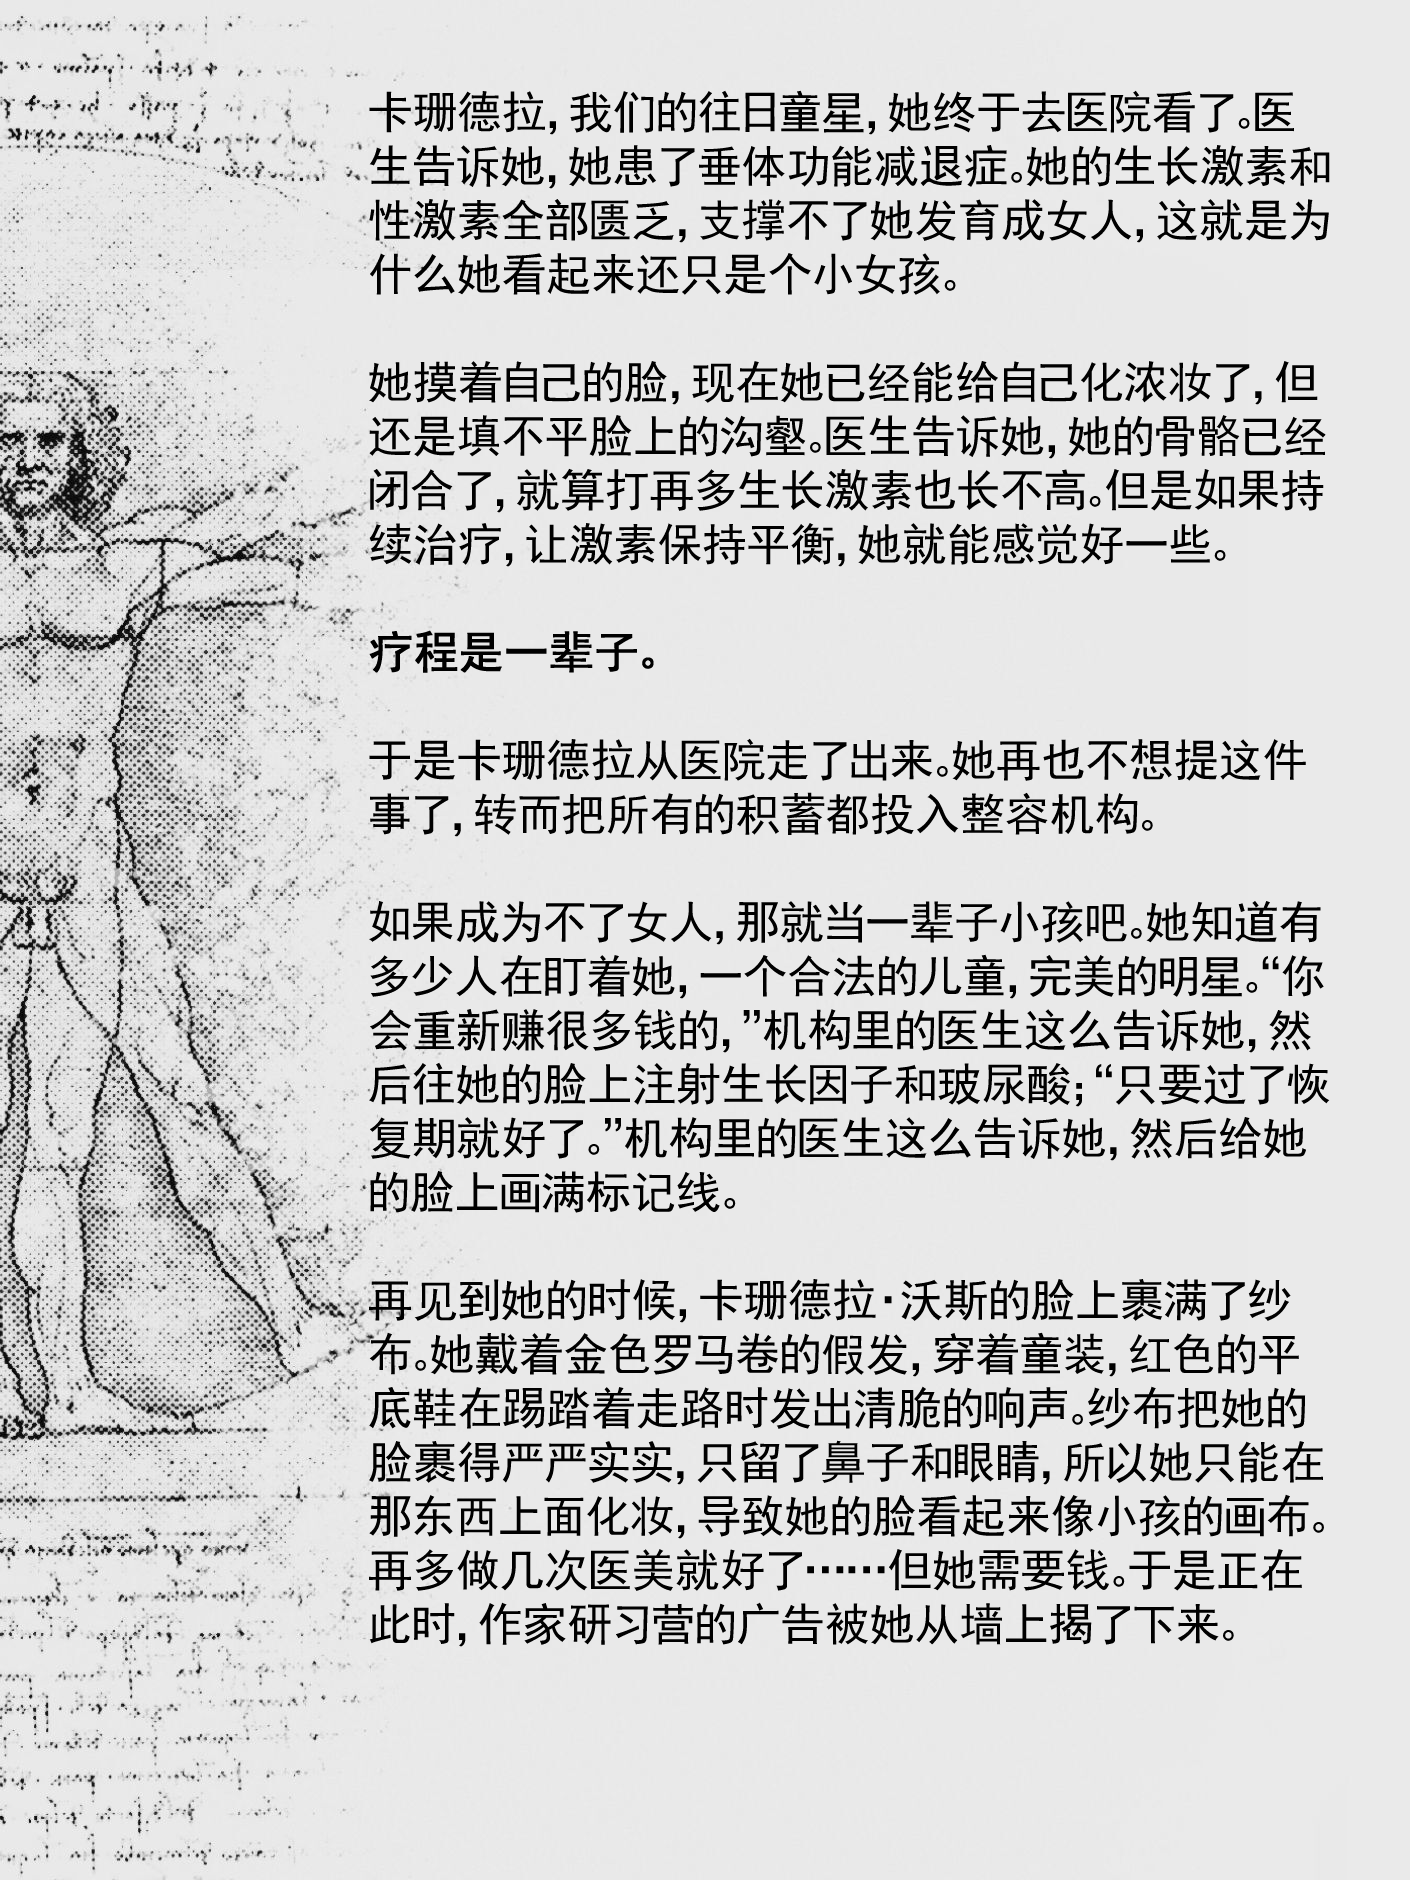 卡珊德拉，我们的往日童星，她终于去医院看了。医
生告诉她，她患了垂体功能减退症。她的生长激素和
性激素全部匮乏，支撑不了她发育成女人，这就是为
什么她看起来还只是个小女孩。
她摸着自己的脸，现在她已经能给自己化浓妆了，但
还是填不平脸上的沟壑。医生告诉她，她的骨骼已经
闭合了，就算打再多生长激素也长不高。但是如果持
续治疗，让激素保持平衡，她就能感觉好一些。
疗程是一辈子。
于是卡珊德拉从医院走了出来。她再也不想提这件
事了，转而把所有的积蓄都投入整容机构。
如果成为不了女人，那就当一辈子小孩吧。她知道有
多少人在盯着她，一个合法的儿童，完美的明星。“你
会重新赚很多钱的，”机构里的医生这么告诉她，然
后往她的脸上注射生长因子和玻尿酸；“只要过了恢
复期就好了。”机构里的医生这么告诉她，然后给她
的脸上画满标记线。
再见到她的时候，卡珊德拉·沃斯的脸上裹满了纱
布。她戴着金色罗马卷的假发，穿着童装，红色的平
底鞋在踢踏着走路时发出清脆的响声。纱布把她的
脸裹得严严实实，只留了鼻子和眼睛，所以她只能在
那东西上面化妆，导致她的脸看起来像小孩的画布。
再多做几次医美就好了……但她需要钱。于是正在
此时，作家研习营的广告被她从墙上揭了下来。